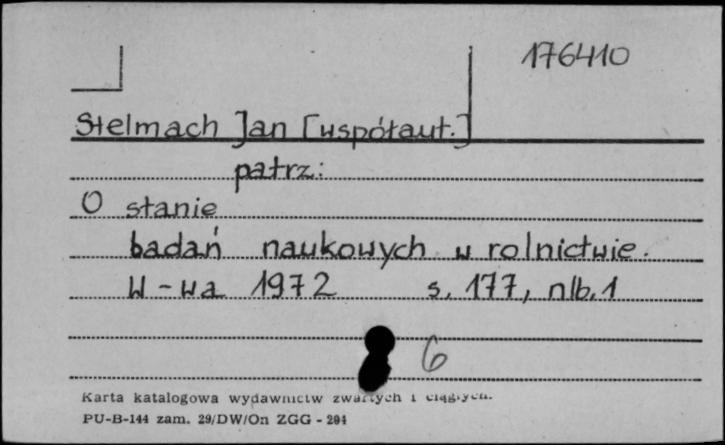 176410
Stelmach Jan [współaut.]
patrz:
O stanie
badań naukowych w rolnictwie.
W-wa 1972 s. 177, nlb. 1
6
Karta katalogowa wydawnictw zwartych i ciągłych.
PU-B-144 zam. 29/DW/On ZGG - 294